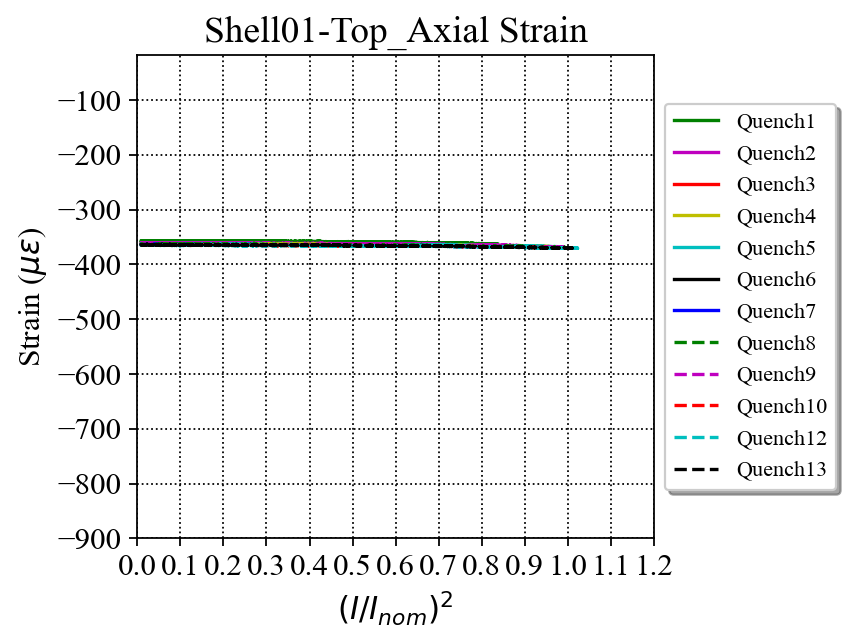 Shell01-Top_Axial Strain
−100
−200
−300
−400
−500
−600
−700
−800
−900
Strain (με)
0.0 0.1 0.2 0.3 0.4 0.5 0.6 0.7 0.8 0.9 1.0 1.1 1.2
(I/I_nom)²
Quench1
Quench2
Quench3
Quench4
Quench5
Quench6
Quench7
Quench8
Quench9
Quench10
Quench12
Quench13